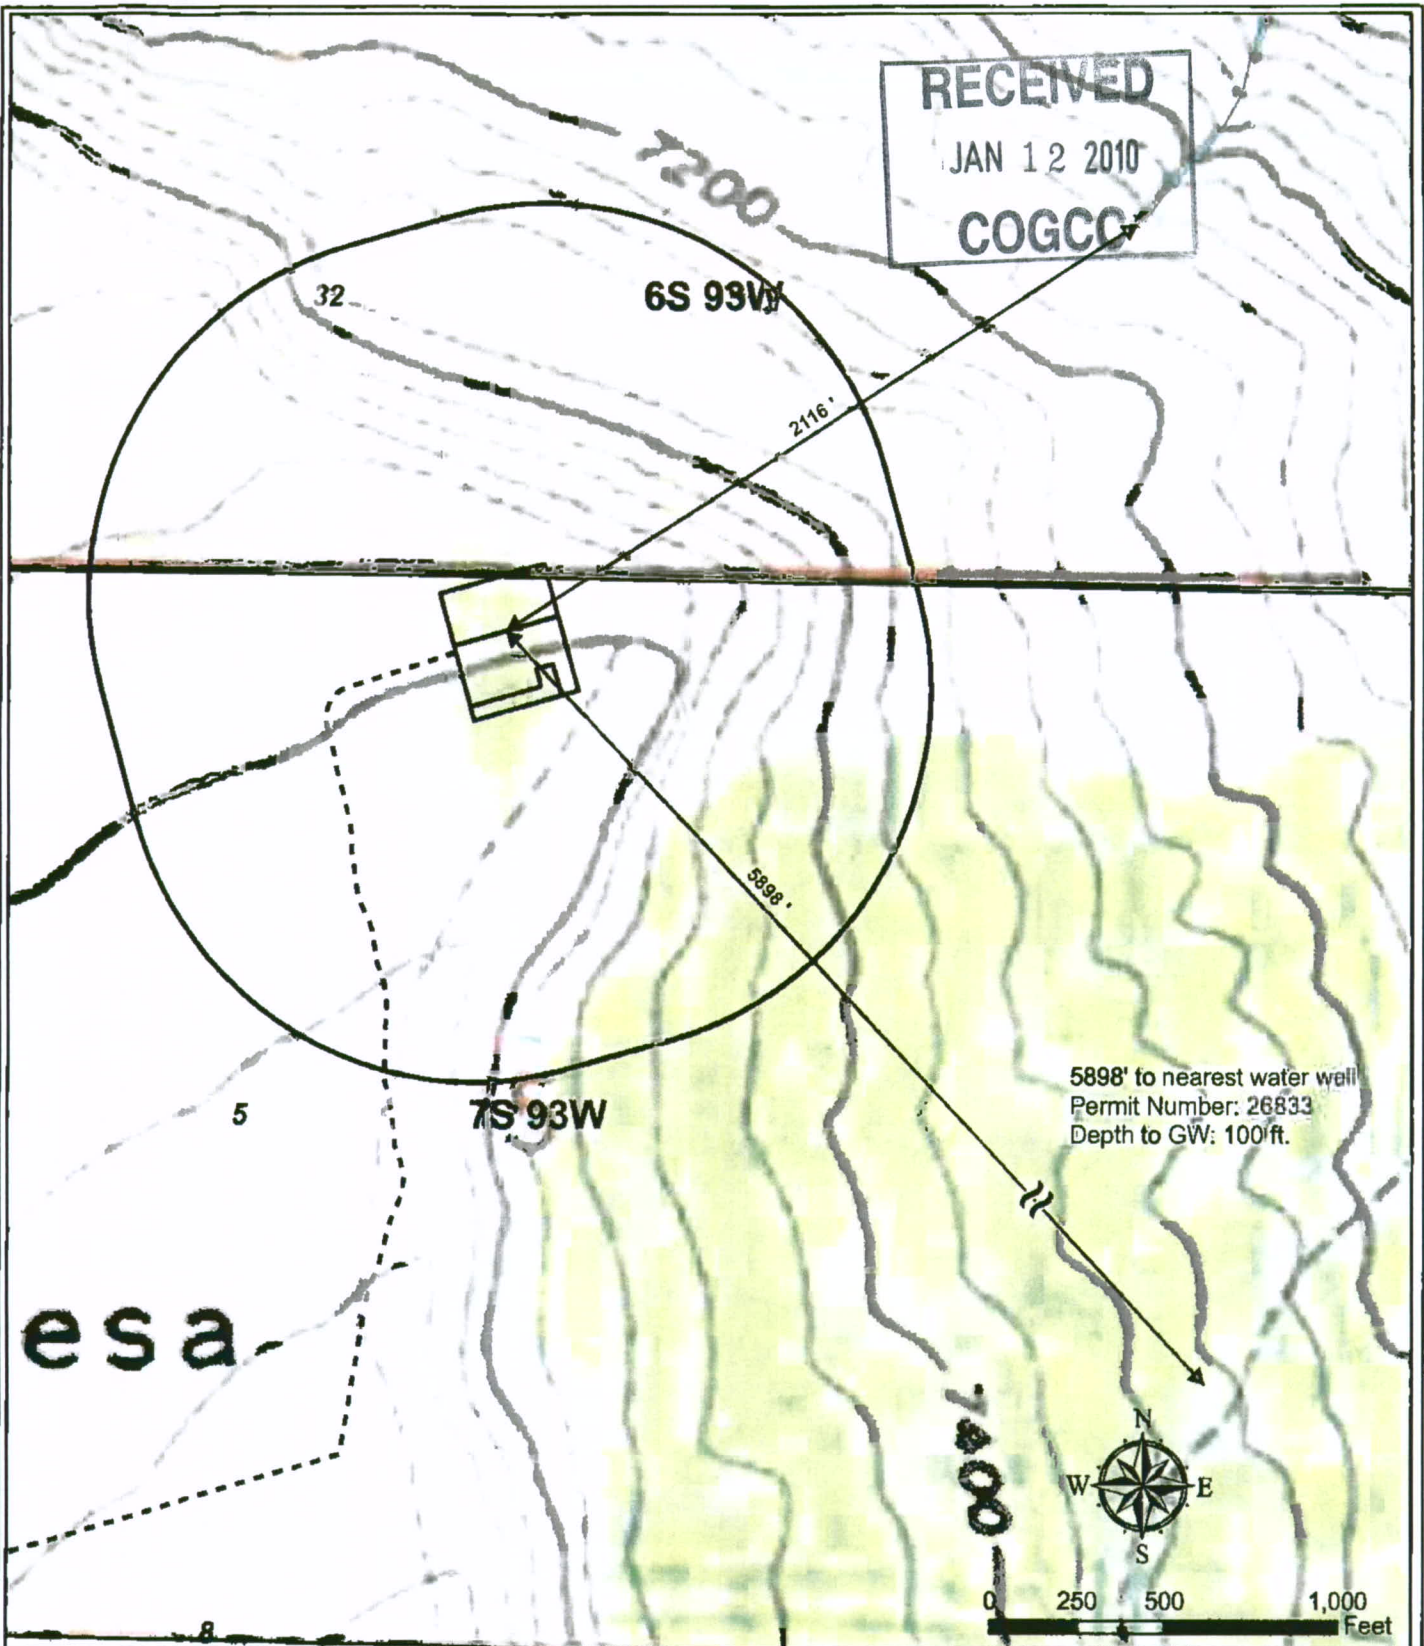 RECEIVED
JAN 12 2010
COGCC
7200
32
6S 93W
2116'
5898'
5898' to nearest water well
Permit Number: 26833
Depth to GW: 100 ft.
5
7S 93W
esa
7400
N
W
E
S
0 250 500 1,000
Feet
8